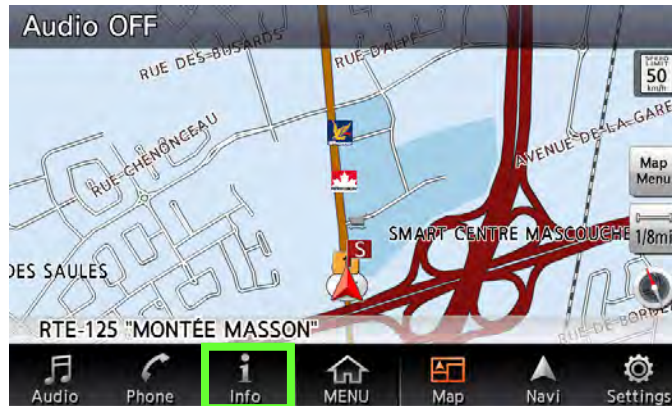 Audio OFF
RUE DES BUSARDS
RUE D'ALPE
SPEED
LIMIT
50
km/h
RUE CHENONCEAU
AVENUE-DE-LA-GARE
Map
Menu
S
SMART CENTRE MASCOUCHE
1/8mi
DES SAULES
RTE-125 "MONTÉE MASSON"
RUE-DE-BORDE
Audio
Phone
Info
MENU
Map
Navi
Settings